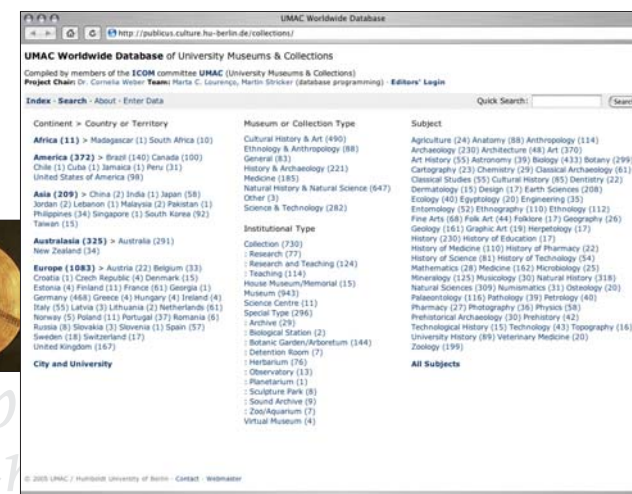 UMAC Worldwide Database
http://publicus.culture.hu-berlin.de/collections/
UMAC Worldwide Database of University Museums & Collections
Compiled by members of the ICOM committee UMAC (University Museums & Collections)
Project Chair: Dr. Cornelia Weber Team: Marta C. Lourenço, Martin Stricker (database programming) · Editors' Login
Index · Search · About · Enter Data
Quick Search:
Continent > Country or Territory
Africa (11) > Madagascar (1) South Africa (10)
America (372) > Brazil (140) Canada (100)
Chile (1) Cuba (1) Jamaica (1) Peru (31)
United States of America (98)
Asia (209) > China (2) India (1) Japan (58)
Jordan (2) Lebanon (1) Malaysia (2) Pakistan (1)
Philippines (34) Singapore (1) South Korea (92)
Taiwan (15)
Australasia (325) > Australia (291)
New Zealand (34)
Europe (1083) > Austria (22) Belgium (33)
Croatia (1) Czech Republic (4) Denmark (15)
Estonia (4) Finland (11) France (61) Georgia (1)
Germany (468) Greece (4) Hungary (4) Ireland (4)
Italy (55) Latvia (3) Lithuania (2) Netherlands (61)
Norway (5) Poland (11) Portugal (37) Romania (6)
Russia (8) Slovakia (3) Slovenia (1) Spain (57)
Sweden (18) Switzerland (17)
United Kingdom (167)
City and University
Museum or Collection Type
Cultural History & Art (490)
Ethnology & Anthropology (88)
General (83)
History & Archaeology (221)
Medicine (185)
Natural History & Natural Science (647)
Other (3)
Science & Technology (282)
Institutional Type
Collection (730)
: Research (77)
: Research and Teaching (124)
: Teaching (114)
House Museum/Memorial (15)
Museum (943)
Science Centre (11)
Special Type (296)
: Archive (29)
: Biological Station (2)
: Botanic Garden/Arboretum (144)
: Detention Room (7)
: Herbarium (76)
: Observatory (13)
: Planetarium (1)
: Sculpture Park (8)
: Sound Archive (9)
: Zoo/Aquarium (7)
Virtual Museum (4)
Subject
Agriculture (24) Anatomy (88) Anthropology (114)
Archaeology (230) Architecture (48) Art (370)
Art History (55) Astronomy (39) Biology (433) Botany (299)
Cartography (23) Chemistry (29) Classical Archaeology (61)
Classical Studies (55) Cultural History (85) Dentistry (22)
Dermatology (15) Design (17) Earth Sciences (208)
Ecology (40) Egyptology (20) Engineering (35)
Entomology (52) Ethnography (110) Ethnology (112)
Fine Arts (68) Folk Art (44) Folklore (17) Geography (26)
Geology (161) Graphic Art (19) Herpetology (17)
History (230) History of Education (17)
History of Medicine (110) History of Pharmacy (22)
History of Science (81) History of Technology (54)
Mathematics (28) Medicine (162) Microbiology (25)
Mineralogy (125) Musicology (30) Natural History (318)
Natural Sciences (309) Numismatics (31) Osteology (20)
Palaeontology (116) Pathology (39) Petrology (40)
Pharmacy (27) Photography (36) Physics (58)
Prehistorical Archaeology (30) Prehistory (42)
Technological History (15) Technology (43) Topography (16)
University History (89) Veterinary Medicine (20)
Zoology (199)
All Subjects
© 2005 UMAC / Humboldt University of Berlin · Contact · Webmaster